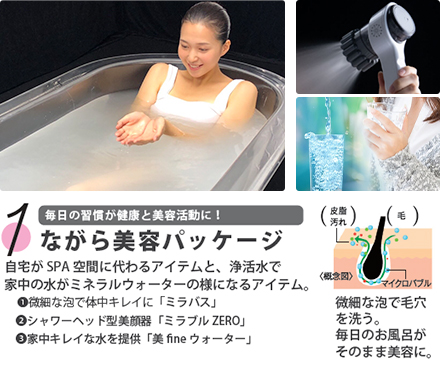 1
毎日の習慣が健康と美容活動に！
ながら美容パッケージ
自宅がSPA空間に代わるアイテムと、浄活水で
家中の水がミネラルウォーターの様になるアイテム。
❶微細な泡で体中キレイに「ミラバス」
❷シャワーヘッド型美顔器「ミラブルZERO」
❸家中キレイな水を提供「美fineウォーター」
皮脂
汚れ
毛
〈概念図〉
マイクロバブル
微細な泡で毛穴
を洗う。
毎日のお風呂が
そのまま美容に。